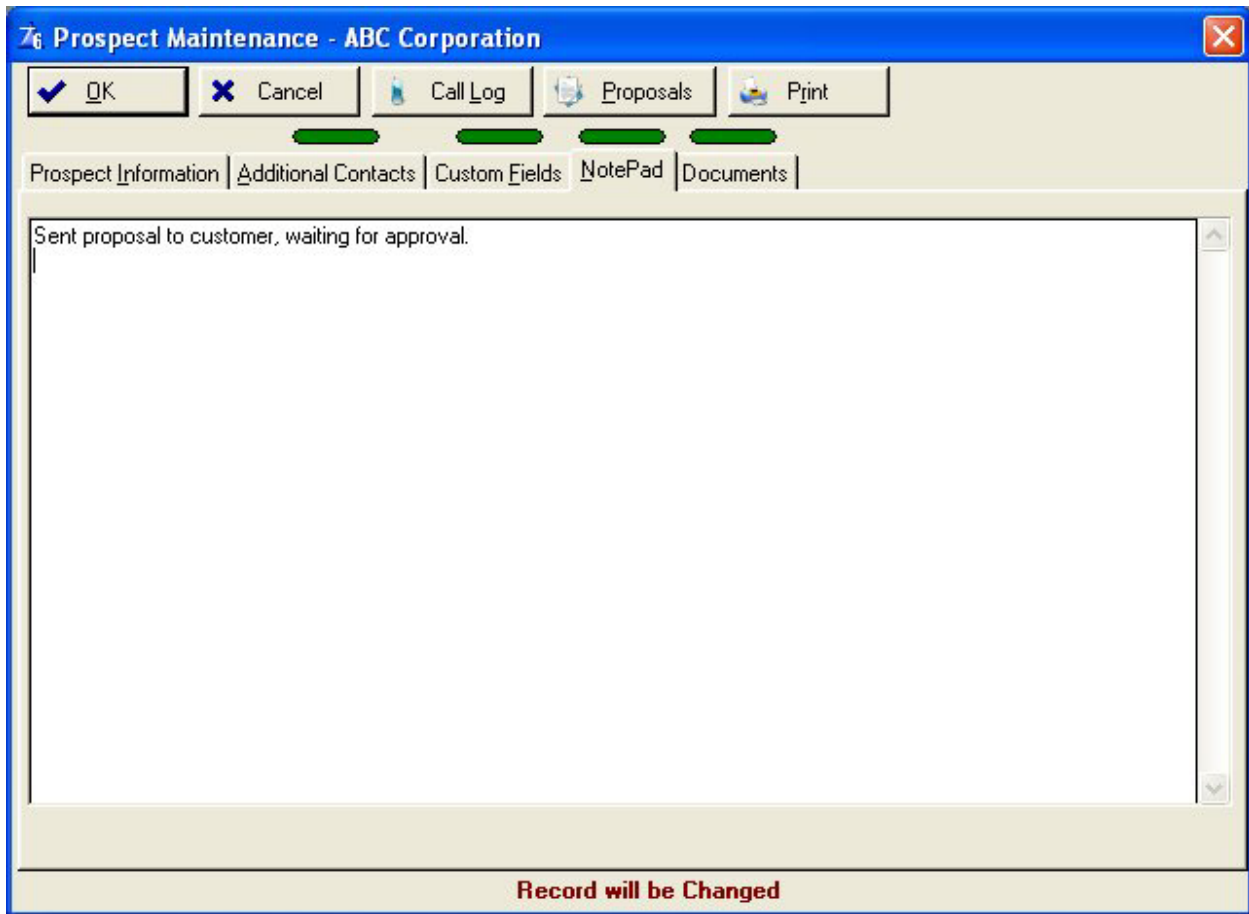 76 Prospect Maintenance - ABC Corporation
OK Cancel Call Log Proposals Print
Prospect Information Additional Contacts Custom Fields NotePad Documents
Sent proposal to customer, waiting for approval.
Record will be Changed